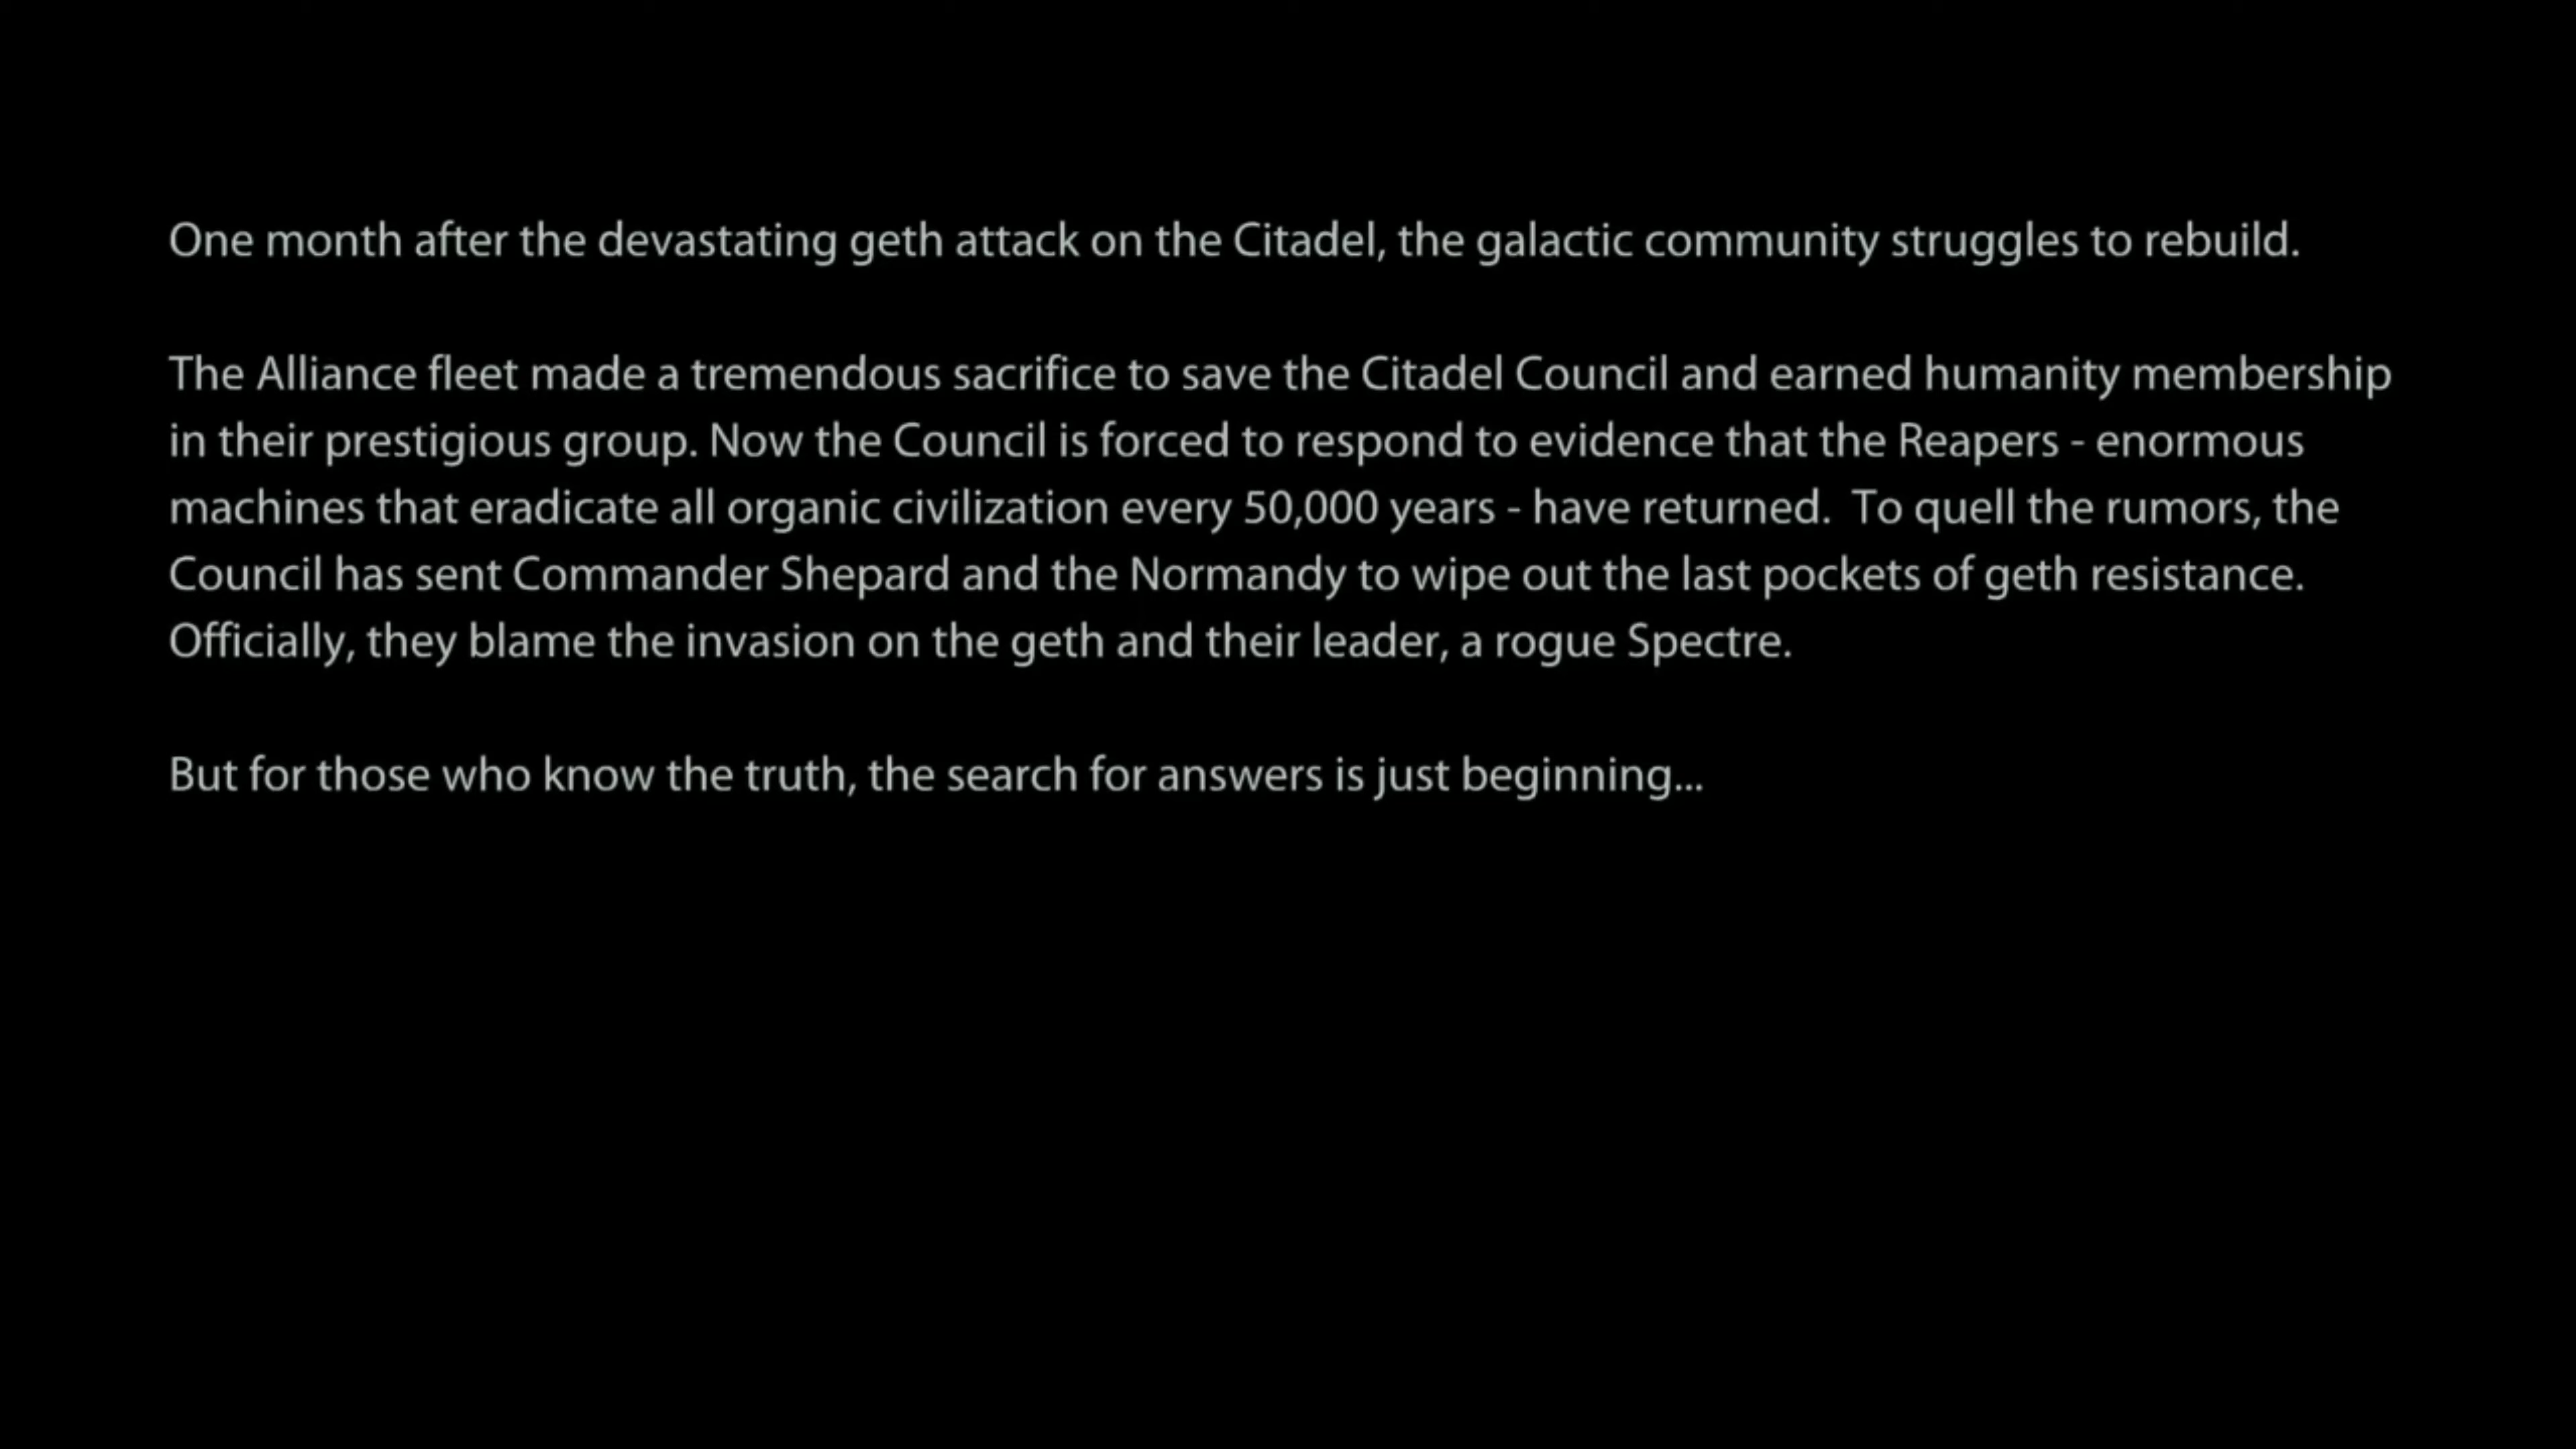 One month after the devastating geth attack on the Citadel, the galactic community struggles to rebuild.
The Alliance fleet made a tremendous sacrifice to save the Citadel Council and earned humanity membership
in their prestigious group. Now the Council is forced to respond to evidence that the Reapers - enormous
machines that eradicate all organic civilization every 50,000 years - have returned.  To quell the rumors, the
Council has sent Commander Shepard and the Normandy to wipe out the last pockets of geth resistance.
Officially, they blame the invasion on the geth and their leader, a rogue Spectre.
But for those who know the truth, the search for answers is just beginning...